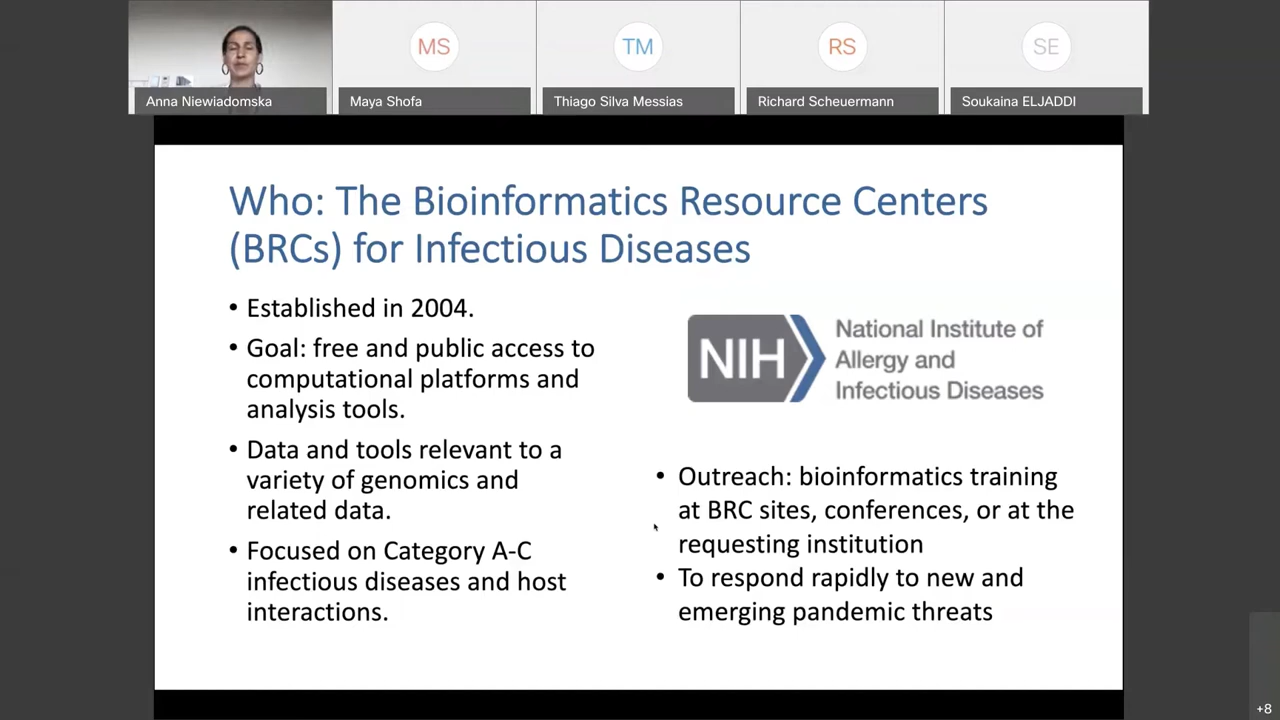 MS
TM
RS
SE
Anna Niewiadomska
Maya Shofa
Thiago Silva Messias
Richard Scheuermann
Soukaina ELJADDI
Who: The Bioinformatics Resource Centers
(BRCs) for Infectious Diseases
• Established in 2004.
• Goal: free and public access to
computational platforms and
analysis tools.
• Data and tools relevant to a
variety of genomics and
related data.
• Focused on Category A-C
infectious diseases and host
interactions.
NIH
National Institute of
Allergy and
Infectious Diseases
• Outreach: bioinformatics training
at BRC sites, conferences, or at the
requesting institution
• To respond rapidly to new and
emerging pandemic threats
+8